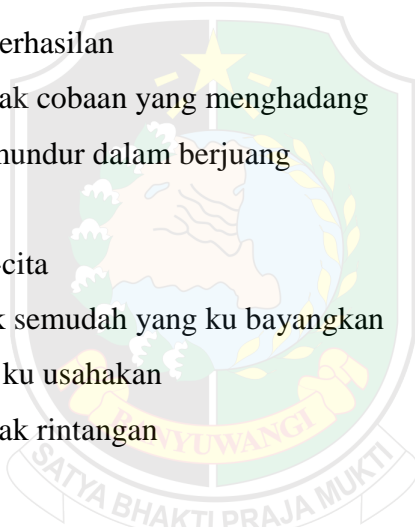 erhasilan
ak cobaan yang menghadang
mundur dalam berjuang
cita
k semudah yang ku bayangkan
ku usahakan
ak rintangan
BANYUWANGI
SATYA BHAKTI PRAJA MUKTI